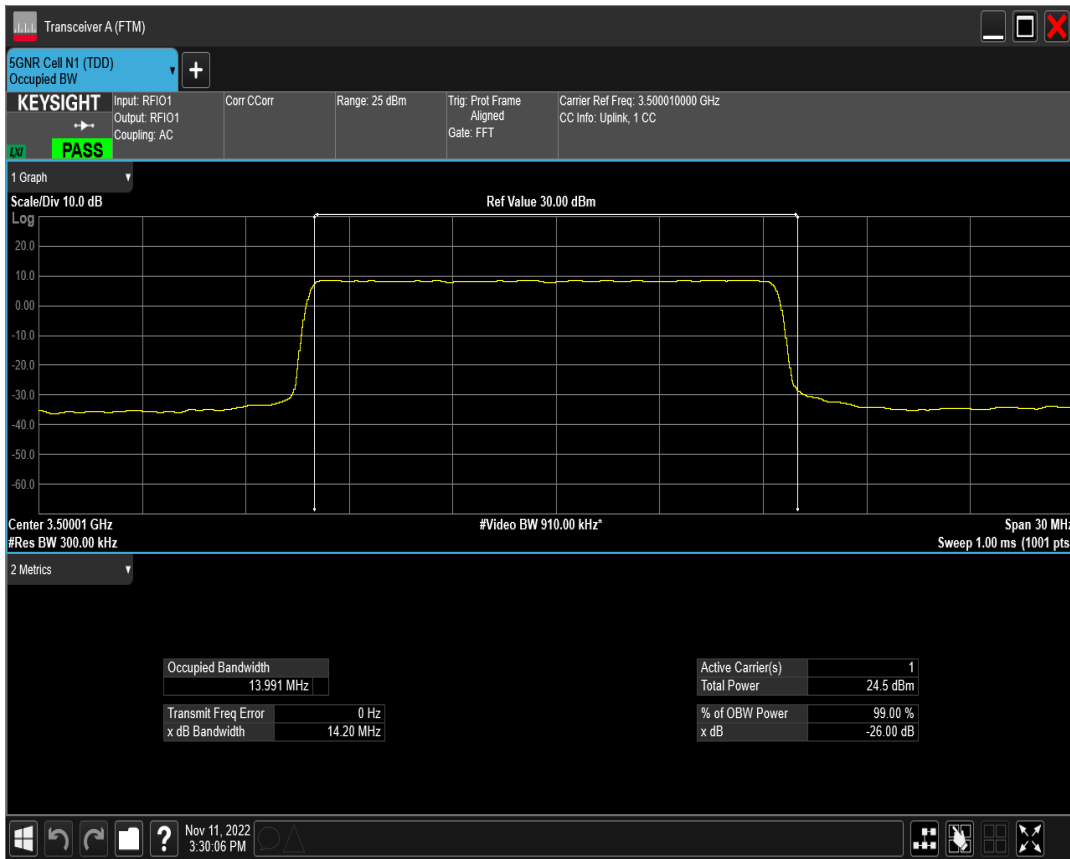 Transceiver A (FTM)
5GNR Cell N1 (TDD)
Occupied BW
+
KEYSIGHT
LXI
PASS
Input: RFIO1
Output: RFIO1
Coupling: AC
Corr CCorr
Range: 25 dBm
Trig: Prot Frame
Aligned
Gate: FFT
Carrier Ref Freq: 3.500010000 GHz
CC Info: Uplink, 1 CC
1 Graph
Scale/Div 10.0 dB
Ref Value 30.00 dBm
Log
20.0
10.0
0.00
-10.0
-20.0
-30.0
-40.0
-50.0
-60.0
Center 3.50001 GHz
#Video BW 910.00 kHz*
Span 30 MHz
#Res BW 300.00 kHz
Sweep 1.00 ms (1001 pts
2 Metrics
Occupied Bandwidth
13.991 MHz
Transmit Freq Error 0 Hz
x dB Bandwidth 14.20 MHz
Active Carrier(s) 1
Total Power 24.5 dBm
% of OBW Power 99.00 %
x dB -26.00 dB
?
Nov 11, 2022
3:30:06 PM